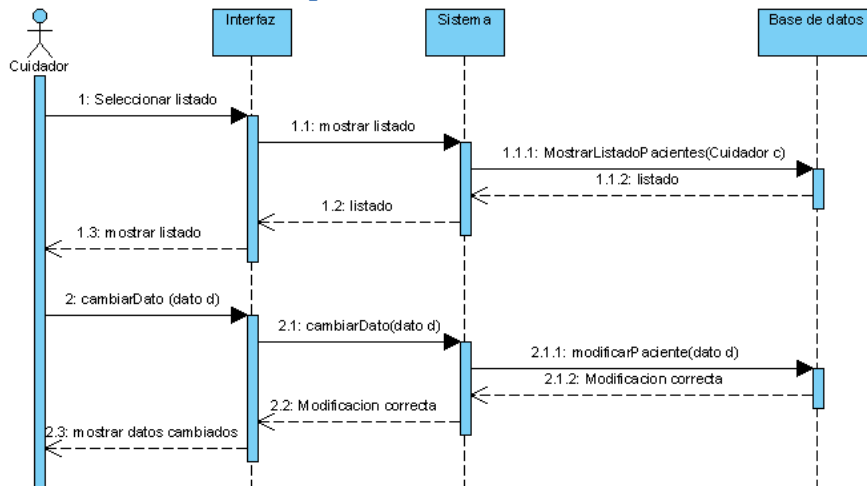 Interfaz
Sistema
Base de datos
Cuidador
1: Seleccionar listado
1.1: mostrar listado
1.1.1: MostrarListadoPacientes(Cuidador c)
1.1.2: listado
1.2: listado
1.3: mostrar listado
2: cambiarDato (dato d)
2.1: cambiarDato(dato d)
2.1.1: modificarPaciente(dato d)
2.1.2: Modificacion correcta
2.2: Modificacion correcta
2.3: mostrar datos cambiados